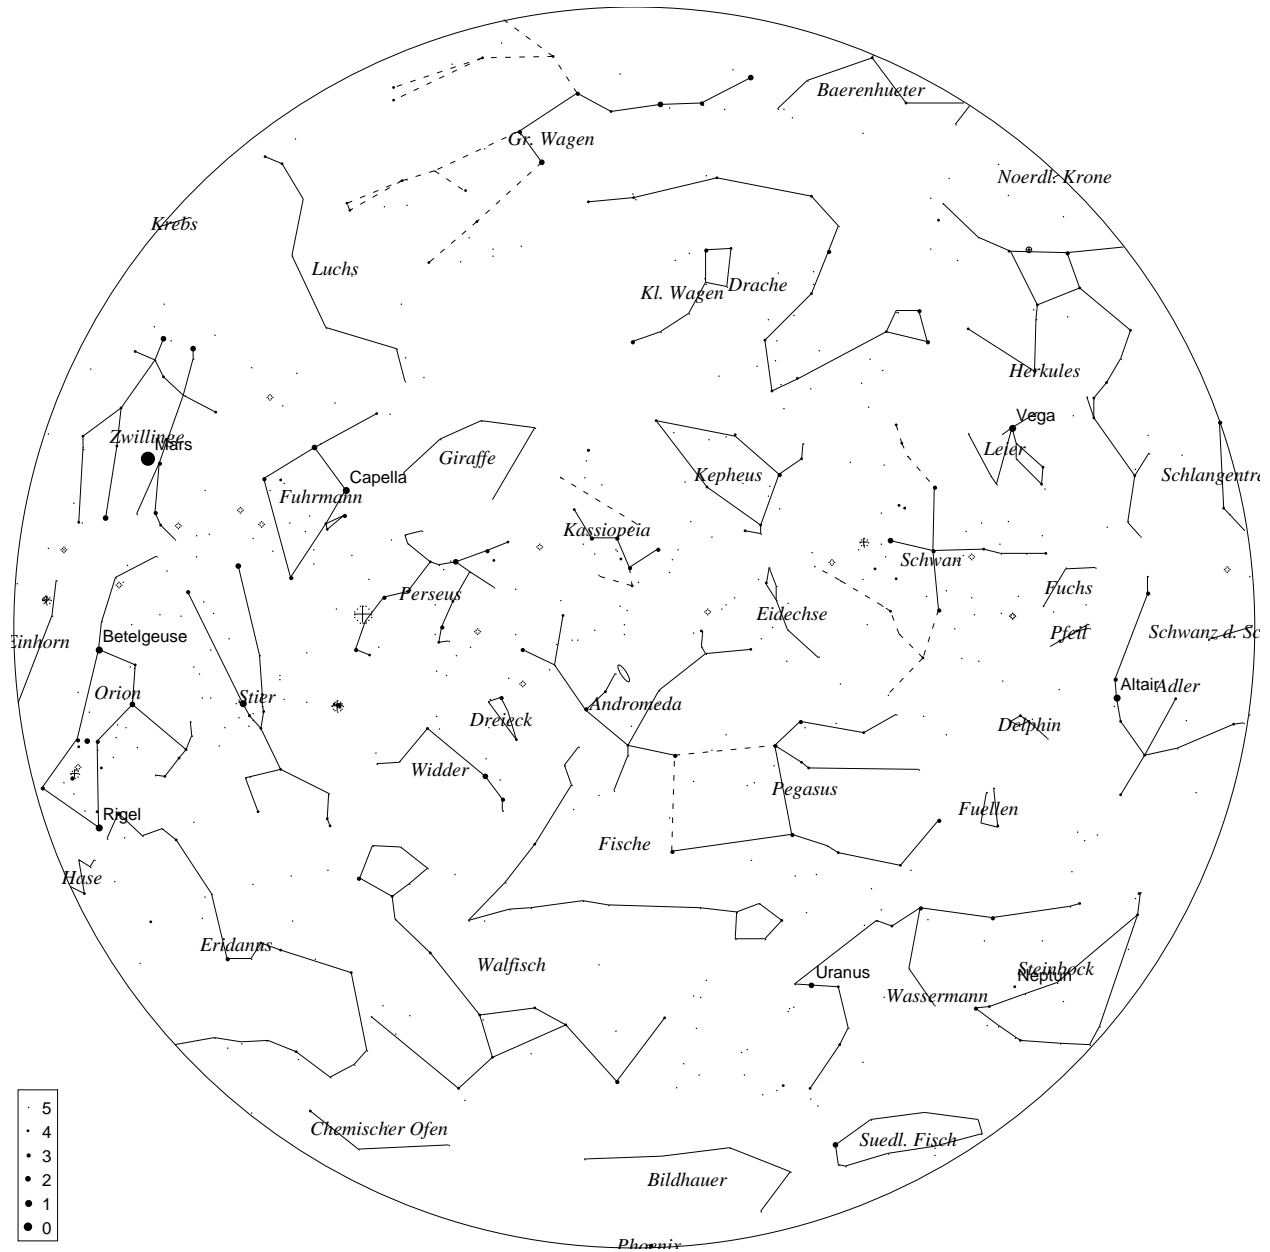 Baerenhueter
Gr. Wagen
Noerdl. Krone
Krebs
Luchs
Kl. Wagen
Drache
Herkules
Vega
Zwillinge
Mars
Giraffe
Leier
Capella
Kepheus
Schlangentr
Fuhrmann
Kassiopeia
Schwan
Perseus
Fuchs
Eidechse
Einhorn
Betelgeuse
Pfeil
Schwanz d. Sc
Orion
Stier
Andromeda
Altair
Adler
Dreieck
Delphin
Widder
Pegasus
Rigel
Fuellen
Fische
Hase
Eridanus
Walfisch
Uranus
Steinbock
Neptun
Wassermann
5
4
3
2
1
0
Chemischer Ofen
Suedl. Fisch
Bildhauer
Phoenix